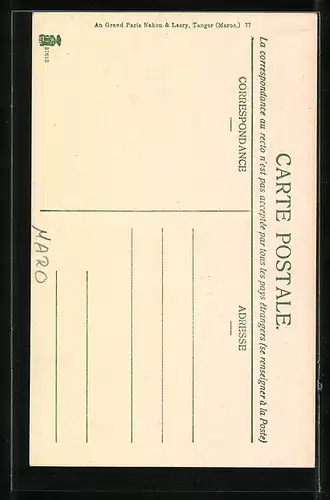 CARTE POSTALE.
La correspondance au recto n'est pas acceptée par tous les pays étrangers (se renseigner à la Poste)
CORRESPONDANCE
ADRESSE
Au Grand Paris Nahon & Lasry, Tanger (Maroc.) 77
MARO